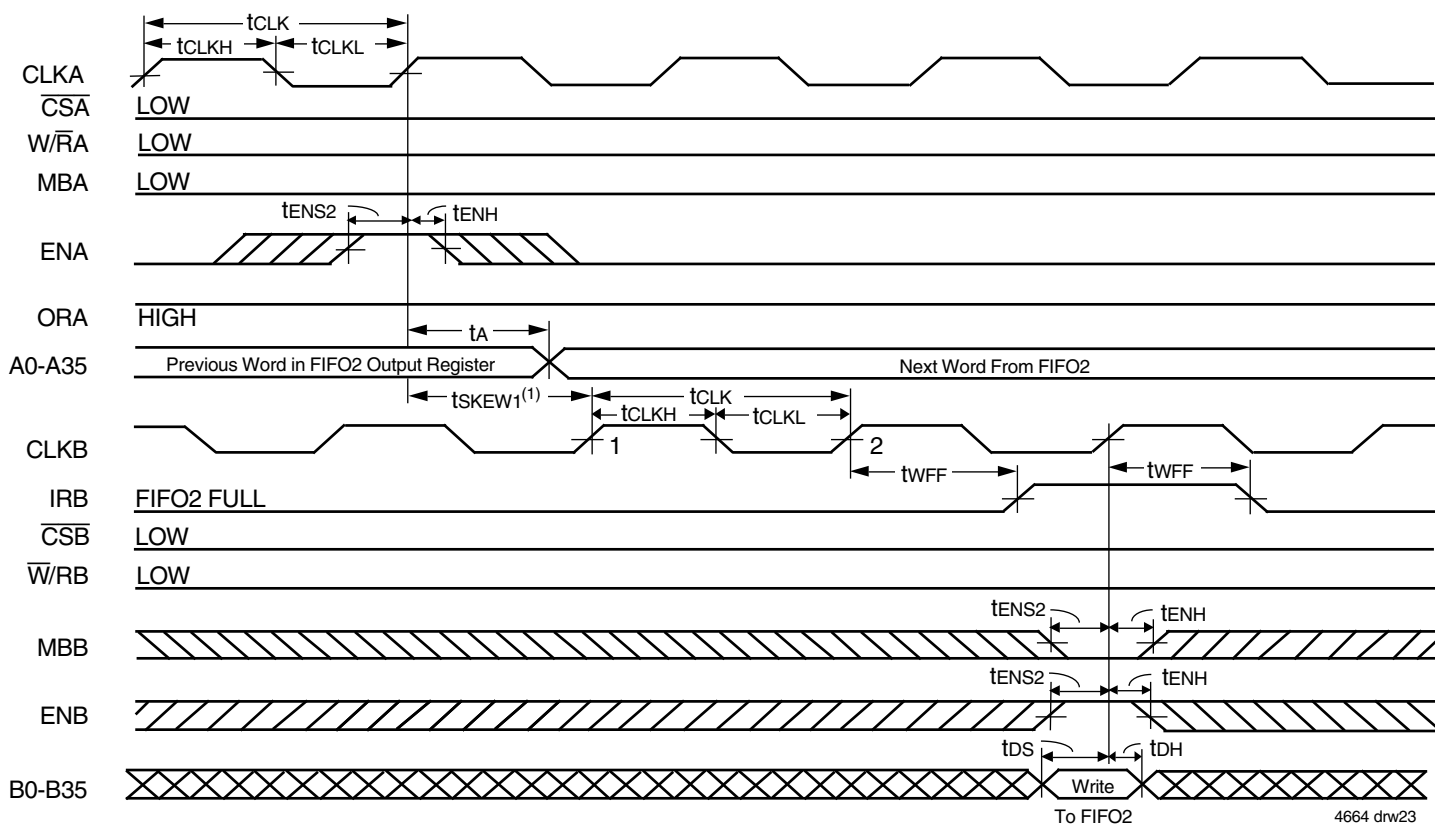 tCLK
tCLKH tCLKL
CLKA
CSA LOW
W/RA LOW
MBA LOW
tENS2 tENH
ENA
ORA HIGH
tA
A0-A35 Previous Word in FIFO2 Output Register Next Word From FIFO2
tSKEW1(1) tCLK
tCLKH tCLKL
CLKB 1 2
tWFF tWFF
IRB FIFO2 FULL
CSB LOW
W/RB LOW
tENS2 tENH
MBB
tENS2 tENH
ENB
tDS tDH
B0-B35 Write
To FIFO2 4664 drw23